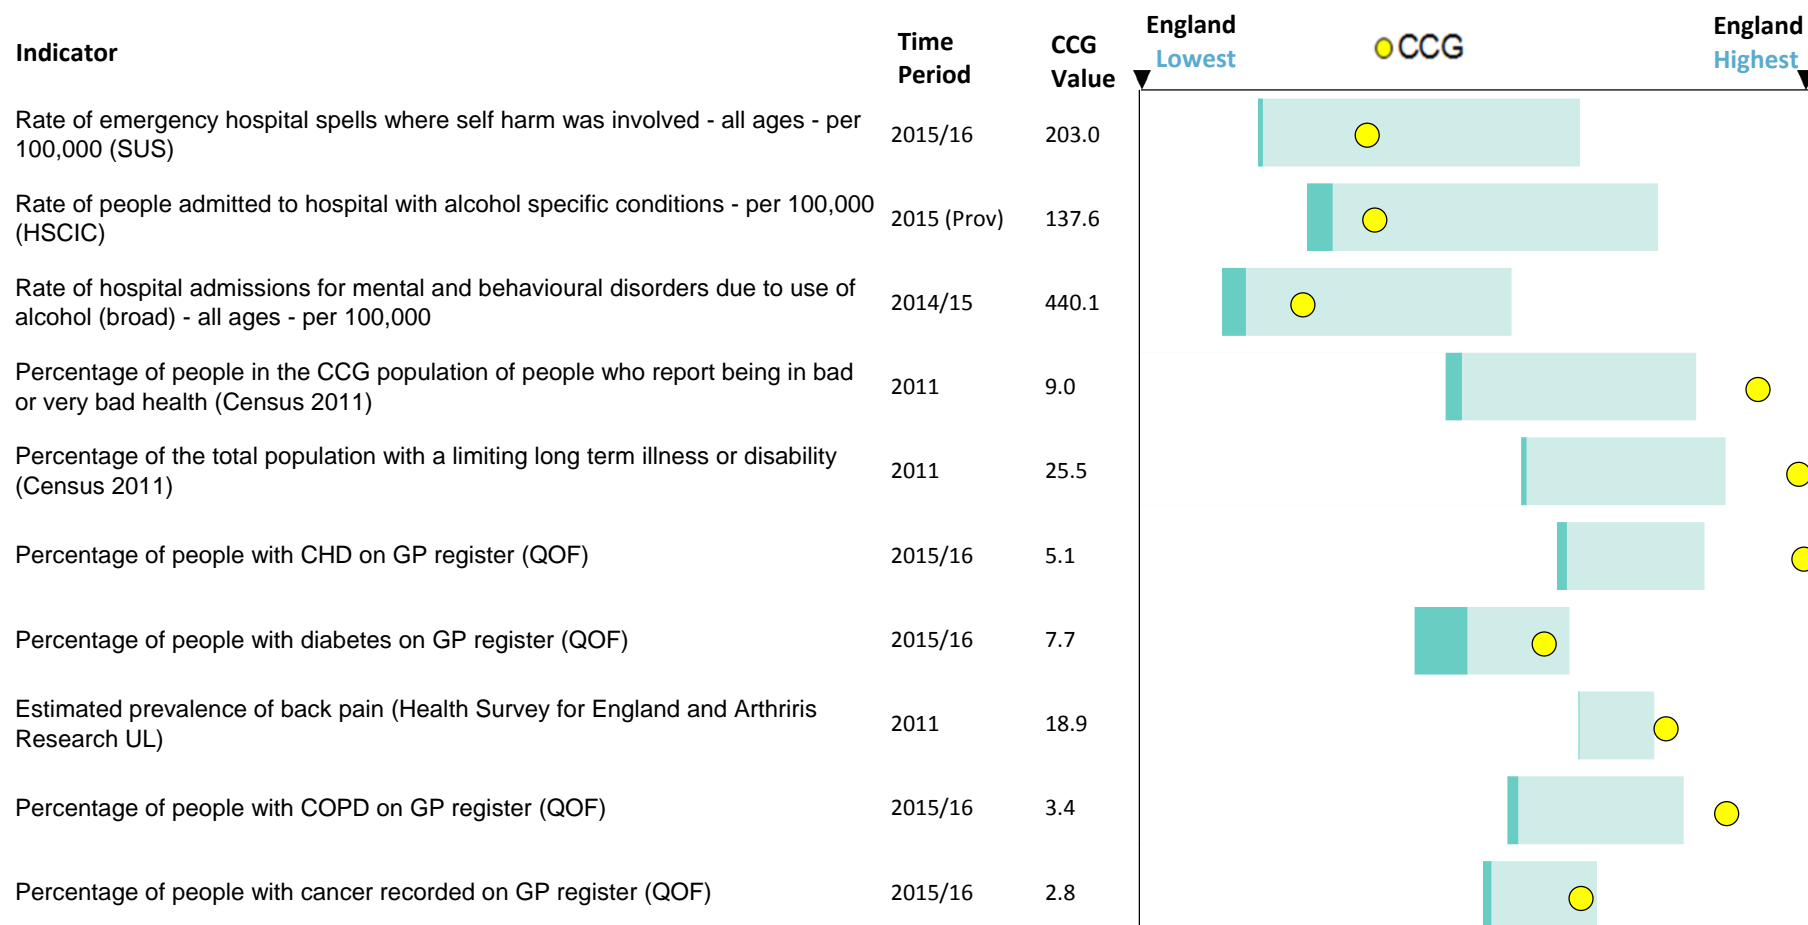 Indicator
Time
Period
CCG
Value
England
Lowest
CCG
England
Highest
Rate of emergency hospital spells where self harm was involved - all ages - per
100,000 (SUS)
2015/16
203.0
Rate of people admitted to hospital with alcohol specific conditions - per 100,000
(HSCIC)
2015 (Prov)
137.6
Rate of hospital admissions for mental and behavioural disorders due to use of
alcohol (broad) - all ages - per 100,000
2014/15
440.1
Percentage of people in the CCG population of people who report being in bad
or very bad health (Census 2011)
2011
9.0
Percentage of the total population with a limiting long term illness or disability
(Census 2011)
2011
25.5
Percentage of people with CHD on GP register (QOF)
2015/16
5.1
Percentage of people with diabetes on GP register (QOF)
2015/16
7.7
Estimated prevalence of back pain (Health Survey for England and Arthriris
Research UL)
2011
18.9
Percentage of people with COPD on GP register (QOF)
2015/16
3.4
Percentage of people with cancer recorded on GP register (QOF)
2015/16
2.8